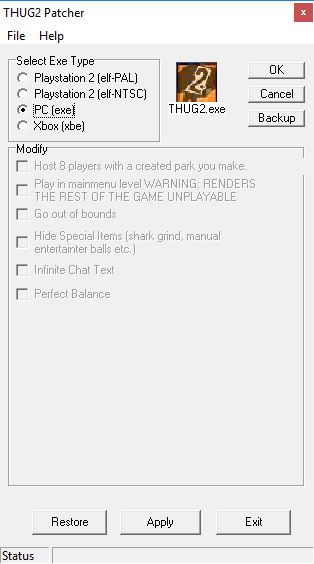 THUG2 Patcher
x
File Help
Select Exe Type
Playstation 2 (elf-PAL)
Playstation 2 (elf-NTSC)
PC (exe)
Xbox (xbe)
2
THUG2.exe
OK
Cancel
Backup
Modify
Host 8 players with a created park you make.
Play in mainmenu level WARNING: RENDERS
THE REST OF THE GAME UNPLAYABLE
Go out of bounds
Hide Special Items (shark grind, manual
entertainter balls etc.)
Infinite Chat Text
Perfect Balance
Restore
Apply
Exit
Status